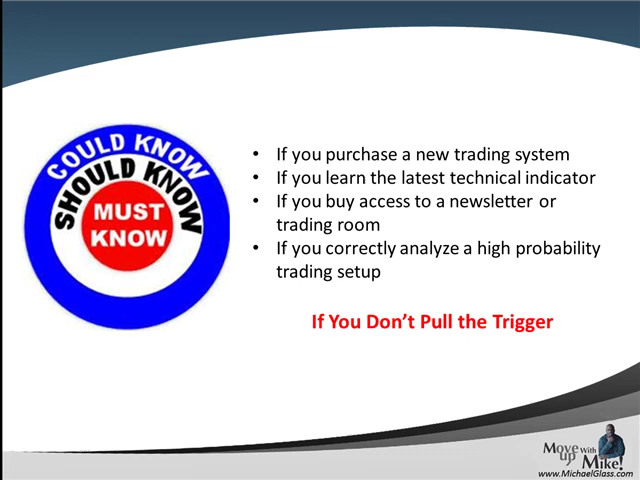 COULD KNOW
SHOULD KNOW
MUST
KNOW
• If you purchase a new trading system
• If you learn the latest technical indicator
• If you buy access to a newsletter or
trading room
• If you correctly analyze a high probability
trading setup
If You Don't Pull the Trigger
Move up With Mike!
www.MichaelGlass.com